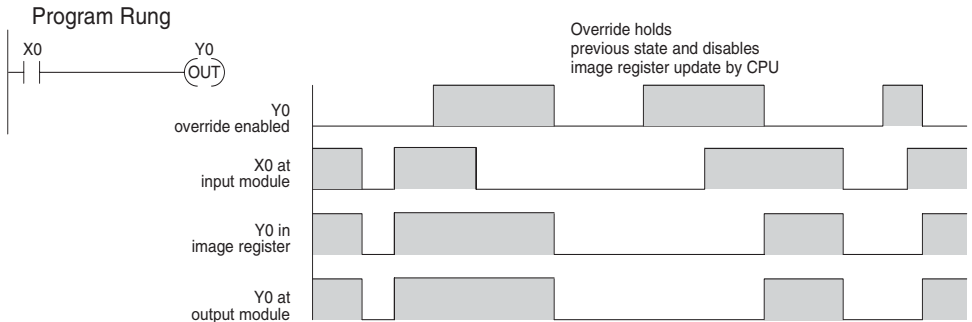 Program Rung
X0
Y0
OUT
Override holds
previous state and disables
image register update by CPU
Y0
override enabled
X0 at
input module
Y0 in
image register
Y0 at
output module